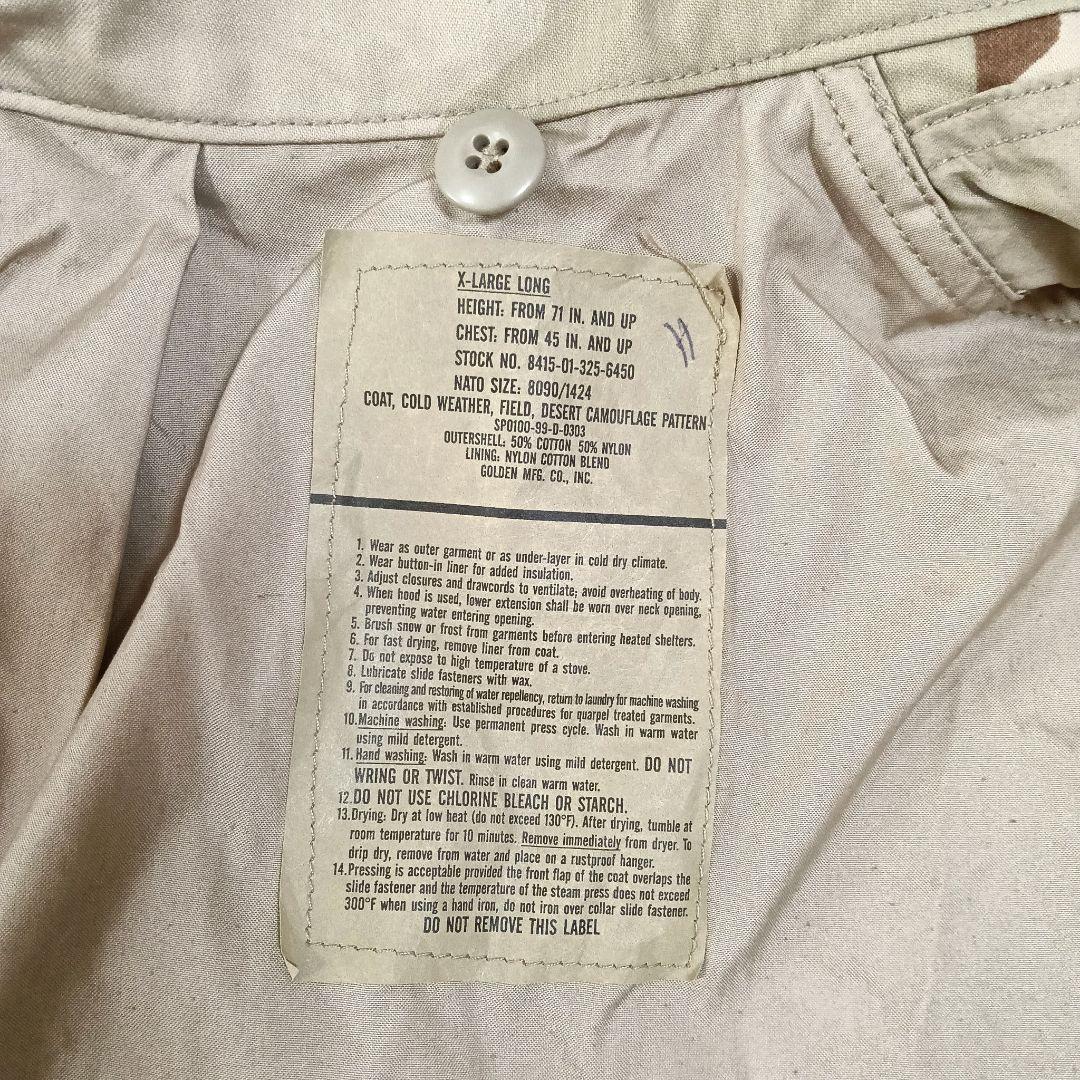 X-LARGE LONG
HEIGHT: FROM 71 IN. AND UP
CHEST: FROM 45 IN. AND UP
STOCK NO. 8415-01-325-6450
NATO SIZE: 8090/1424
COAT, COLD WEATHER, FIELD, DESERT CAMOUFLAGE PATTERN
SPO100-99-D-0303
OUTERSHELL: 50% COTTON 50% NYLON
LINING: NYLON COTTON BLEND
GOLDEN MFG. CO., INC.
1. Wear as outer garment or as under-layer in cold dry climate.
2. Wear button-in liner for added insulation.
3. Adjust closures and drawcords to ventilate; avoid overheating of body.
4. When hood is used, lower extension shall be worn over neck opening,
preventing water entering opening.
5. Brush snow or frost from garments before entering heated shelters.
6. For fast drying, remove liner from coat.
7. Do not expose to high temperature of a stove.
8. Lubricate slide fasteners with wax.
9. For cleaning and restoring of water repellency, return to laundry for machine washing
in accordance with established procedures for quarpel treated garments.
10.Machine washing: Use permanent press cycle. Wash in warm water
using mild detergent.
11.Hand washing: Wash in warm water using mild detergent. DO NOT
WRING OR TWIST. Rinse in clean warm water.
12.DO NOT USE CHLORINE BLEACH OR STARCH.
13.Drying: Dry at low heat (do not exceed 130°F). After drying, tumble at
room temperature for 10 minutes. Remove immediately from dryer. To
drip dry, remove from water and place on a rustproof hanger.
14.Pressing is acceptable provided the front flap of the coat overlaps the
slide fastener and the temperature of the steam press does not exceed
300°F when using a hand iron, do not iron over collar slide fastener.
DO NOT REMOVE THIS LABEL